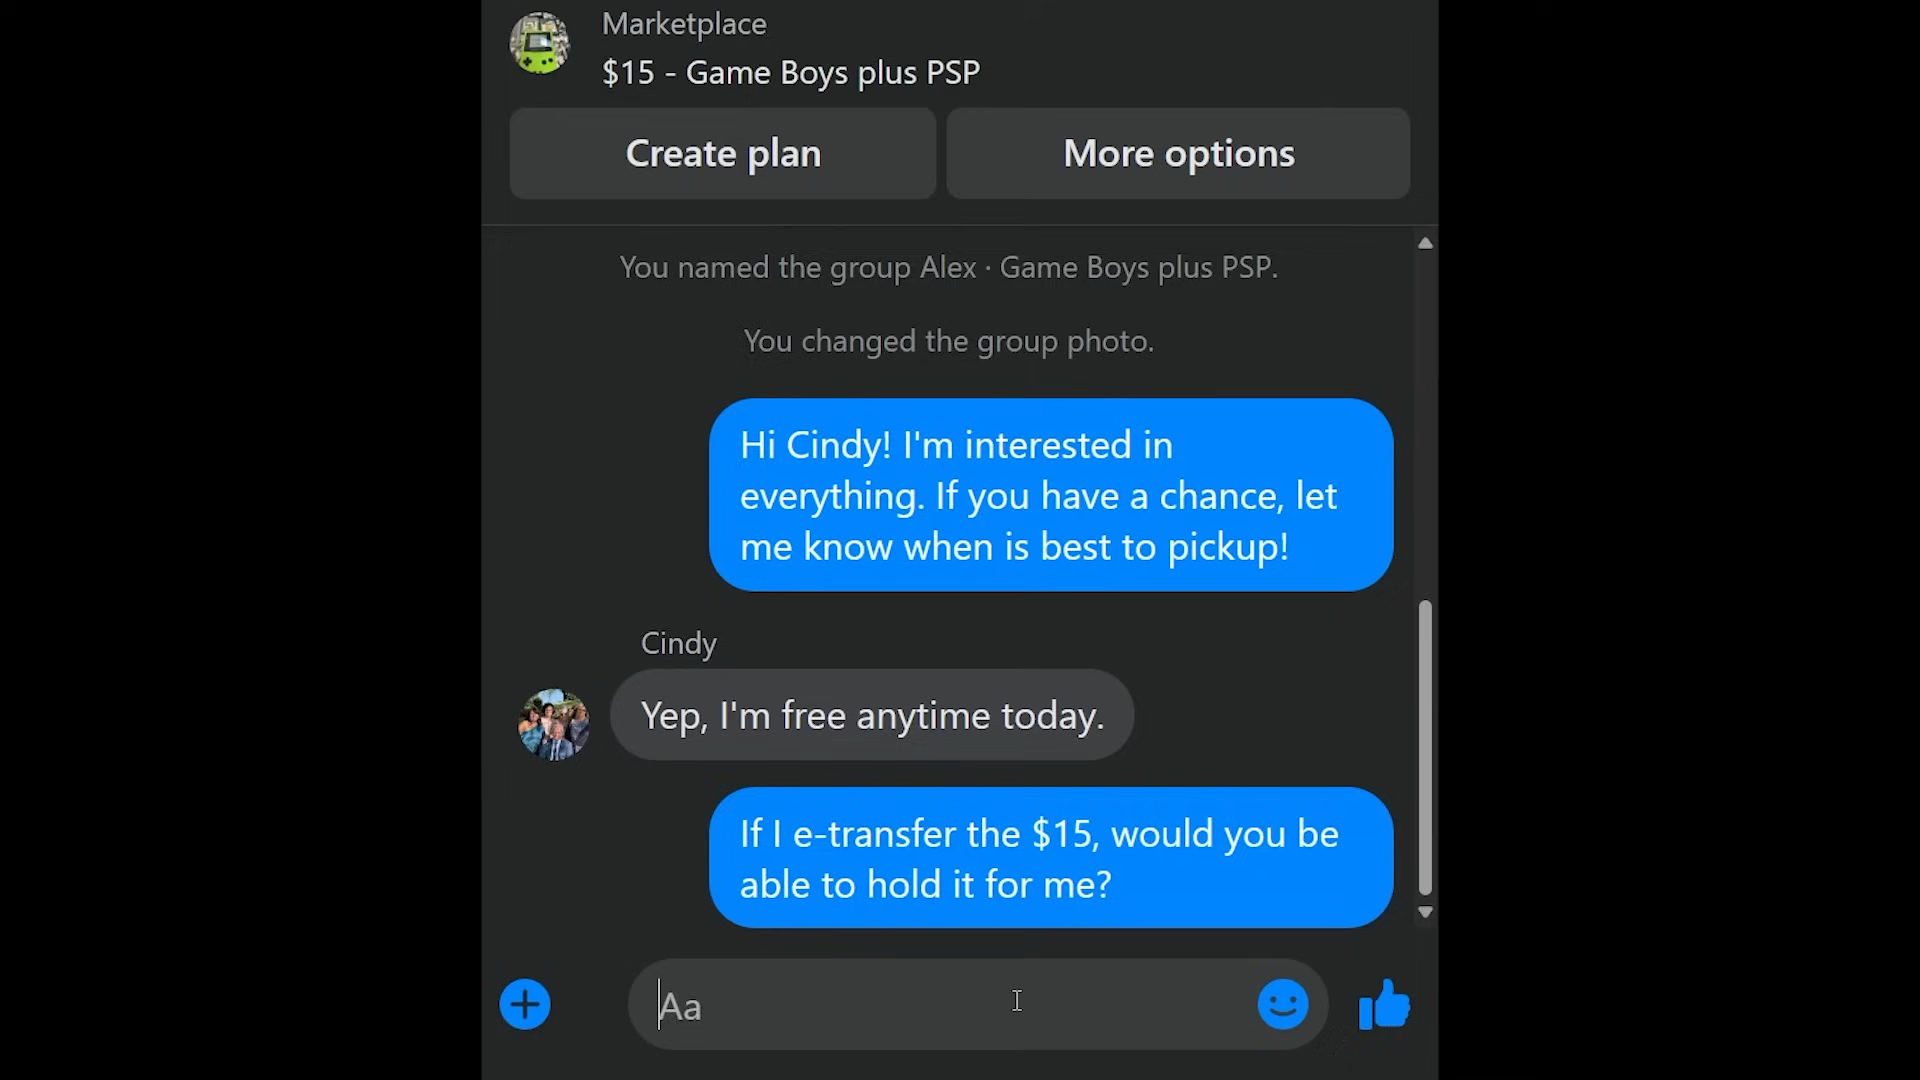 Marketplace
$15 - Game Boys plus PSP
Create plan
More options
You named the group Alex · Game Boys plus PSP.
You changed the group photo.
Hi Cindy! I'm interested in
everything. If you have a chance, let
me know when is best to pickup!
Cindy
Yep, I'm free anytime today.
If I e-transfer the $15, would you be
able to hold it for me?
Aa